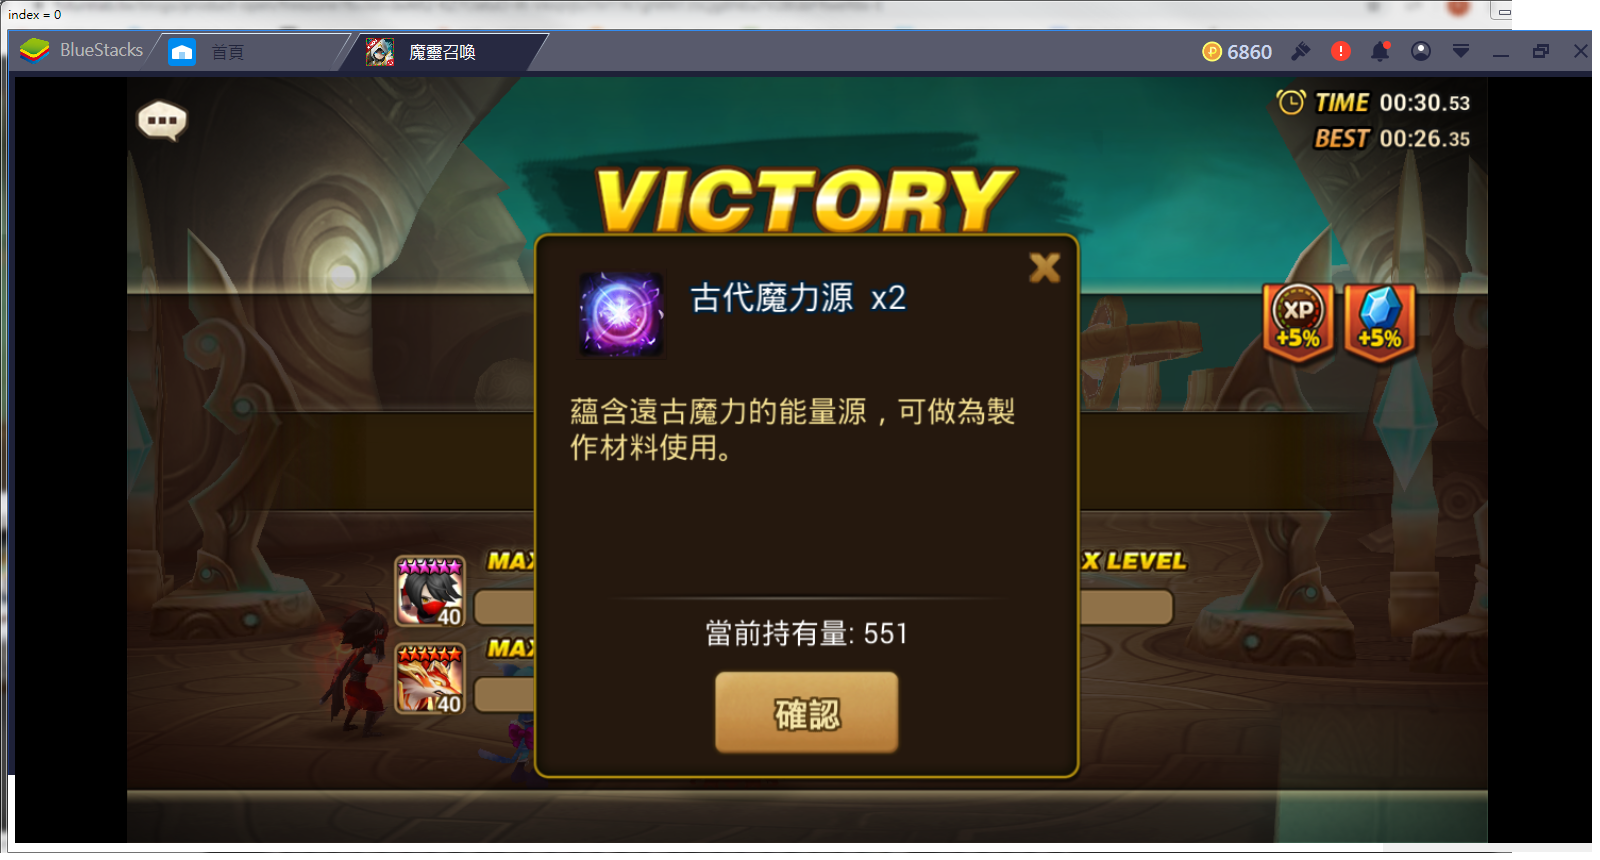 index = 0
BlueStacks
首頁
魔靈召喚
6860
TIME 00:30.53
BEST 00:26.35
VICTORY
古代魔力源 x2
XP
+5%
+5%
蘊含遠古魔力的能量源，可做為製
作材料使用。
MAX
X LEVEL
40
當前持有量: 551
MAX
40
確認